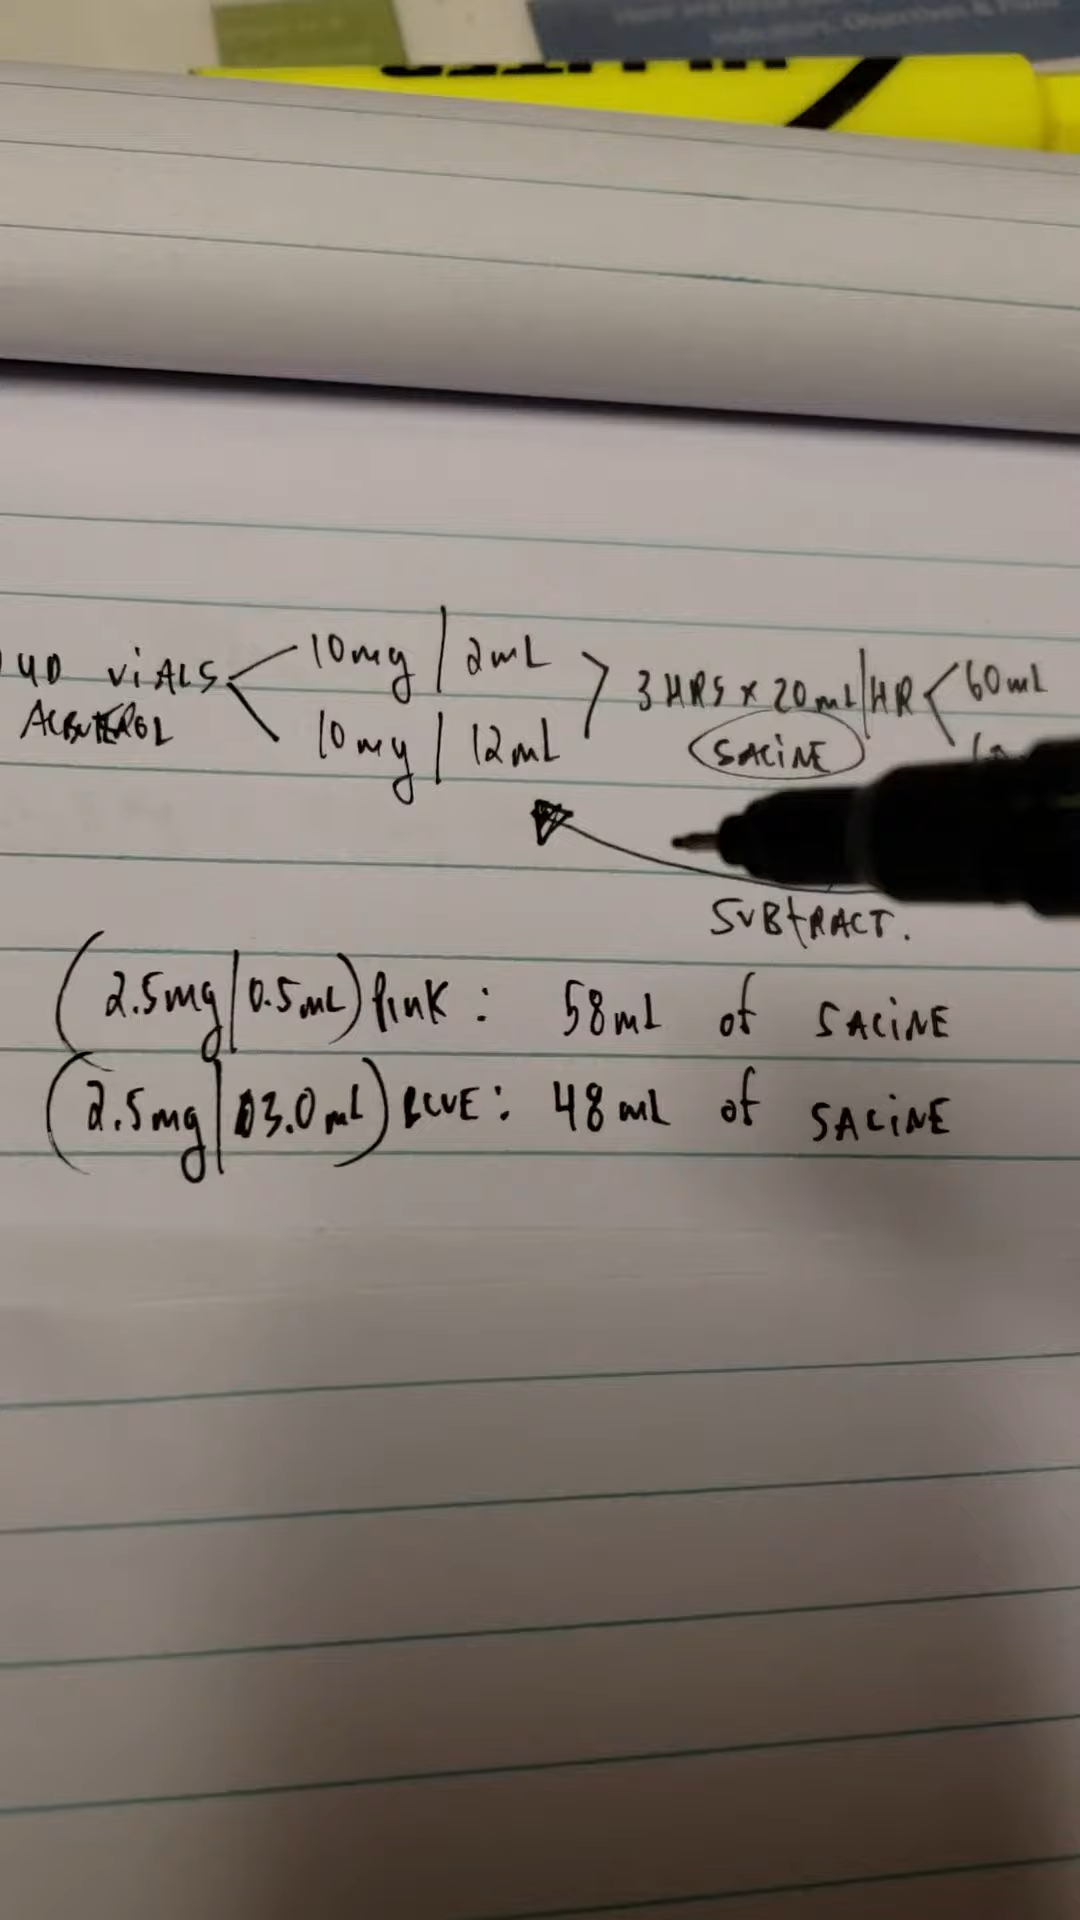 UD VIALS
ALBUTEROL
10mg | 2mL
10mg | 12mL
3 HRS x 20mL/HR
SALINE
60mL
SUBTRACT.
(2.5mg | 0.5mL) PINK: 58mL of SALINE
(2.5mg | 3.0mL) BLUE: 48mL of SALINE